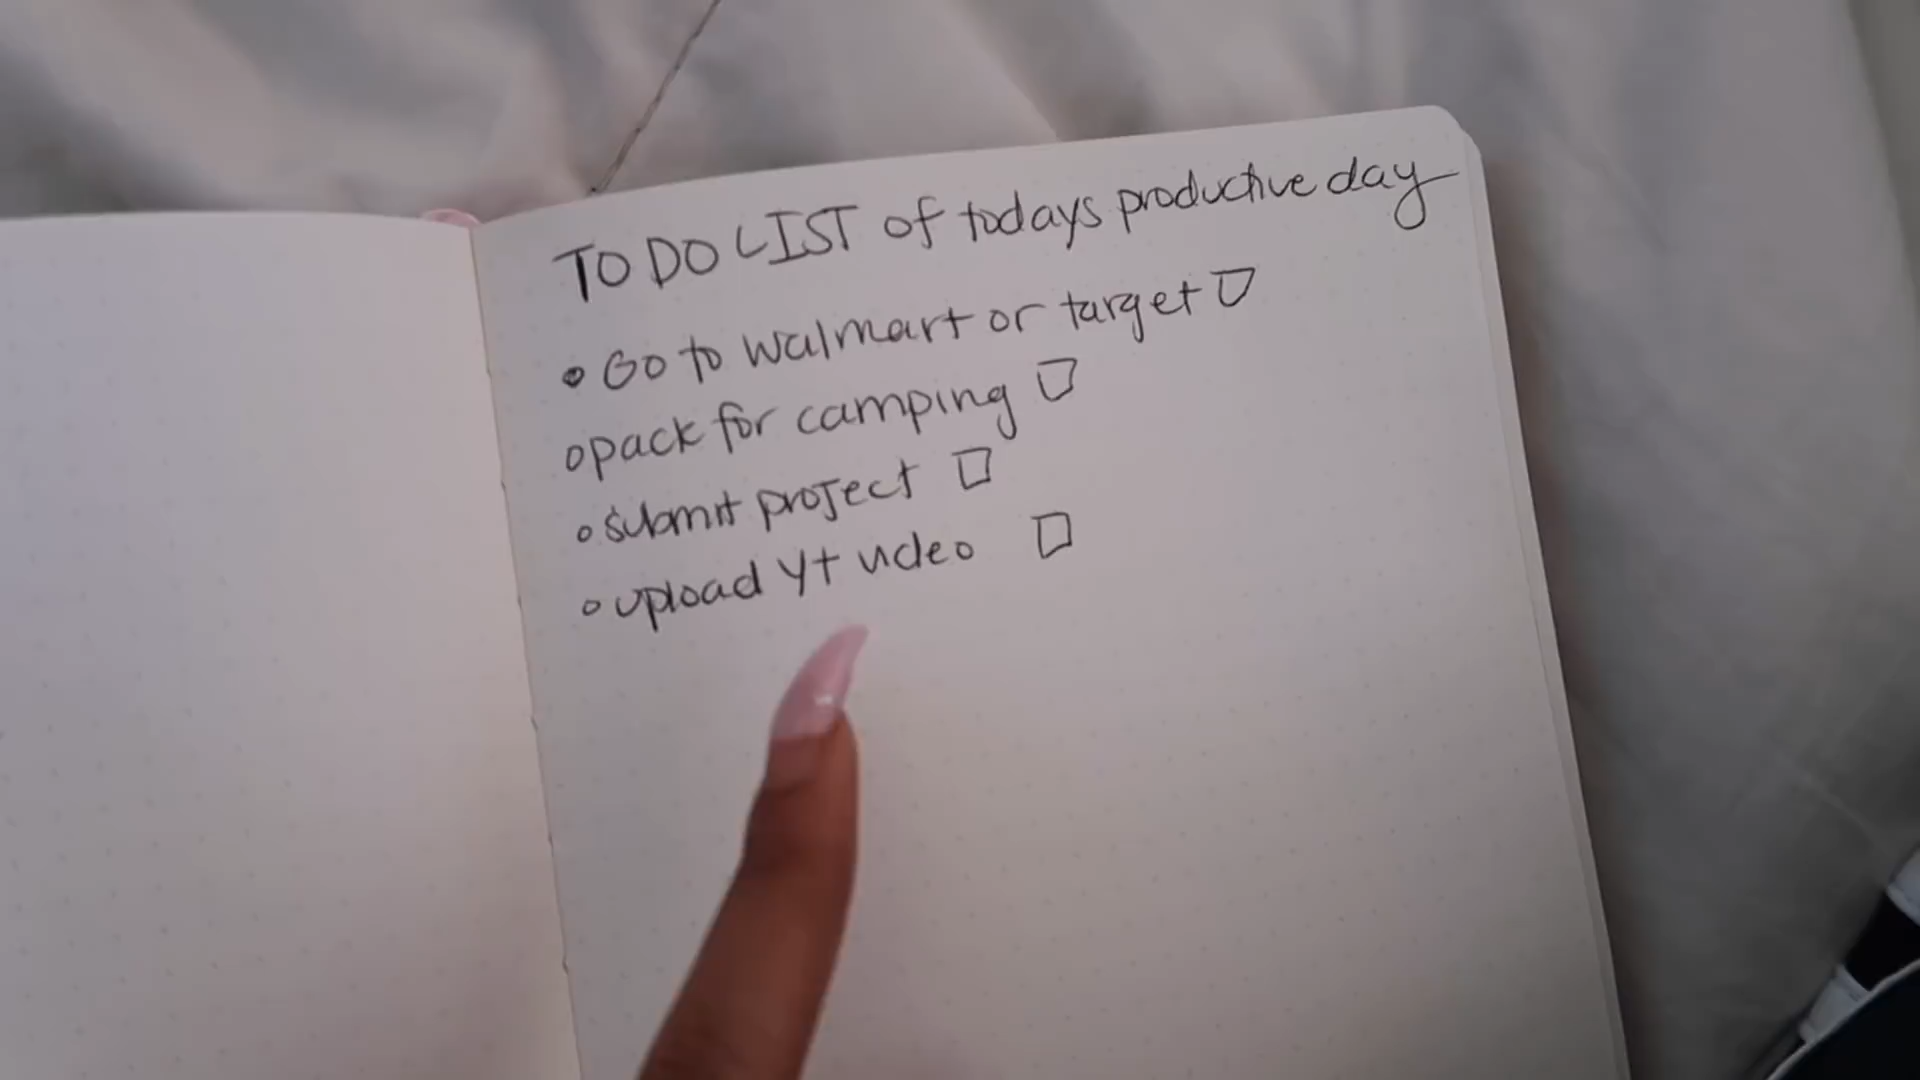 TO DO LIST of todays productive day
Go to walmart or target
pack for camping
submit project
upload yt video